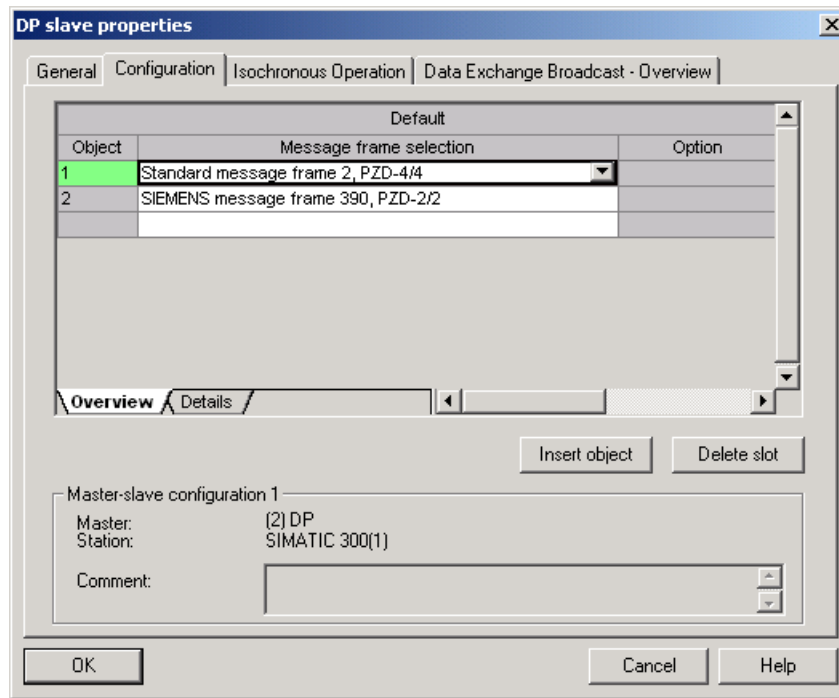 DP slave properties
General Configuration Isochronous Operation Data Exchange Broadcast - Overview
Default
Object Message frame selection Option
1 Standard message frame 2, PZD-4/4
2 SIEMENS message frame 390, PZD-2/2
Overview Details
Insert object Delete slot
Master-slave configuration 1
Master: (2) DP
Station: SIMATIC 300(1)
Comment:
OK Cancel Help